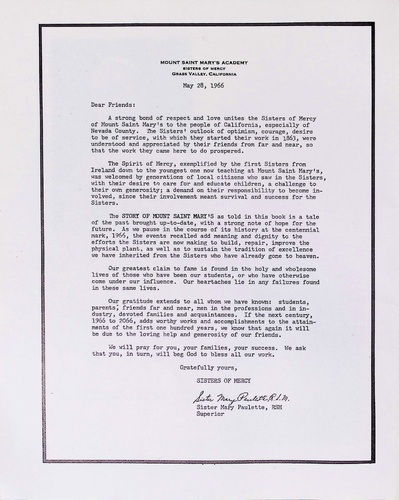 MOUNT SAINT MARY'S ACADEMY
SISTERS OF MERCY
GRASS VALLEY, CALIFORNIA
May 28, 1966
Dear Friends:
A strong bond of respect and love unites the Sisters of Mercy
of Mount Saint Mary's to the people of California, especially of
Nevada County. The Sisters' outlook of optimism, courage, desire
to be of service, with which they started their work in 1863, were
understood and appreciated by their friends from far and near, so
that the work they came here to do prospered.
The Spirit of Mercy, exemplified by the first Sisters from
Ireland down to the youngest one now teaching at Mount Saint Mary's,
was welcomed by generations of local citizens who saw in the Sisters,
with their desire to care for and educate children, a challenge to
their own generosity; a demand on their responsibility to become in-
volved, since their involvement meant survival and success for the
Sisters.
The STORY OF MOUNT SAINT MARY'S as told in this book is a tale
of the past brought up-to-date, with a strong note of hope for the
future. As we pause in the course of its history at the centennial
mark, 1966, the events recalled add meaning and dignity to the
efforts the Sisters are now making to build, repair, improve the
physical plant, as well as to sustain the tradition of excellence
we have inherited from the Sisters who have already gone to heaven.
Our greatest claim to fame is found in the holy and wholesome
lives of those who have been our students, or who have otherwise
come under our influence. Our heartaches lie in any failures found
in these same lives.
Our gratitude extends to all whom we have known: students,
parents, friends far and near, men in the professions and in in-
dustry, devoted families and acquaintances. If the next century,
1966 to 2066, adds worthy works and accomplishments to the attain-
ments of the first one hundred years, we know that again it will
be due to the loving help and generosity of our friends.
We will pray for you, your families, your success. We ask
that you, in turn, will beg God to bless all our work.
Gratefully yours,
SISTERS OF MERCY
Sister Mary Paulette, R.S.M.
Sister Mary Paulette, RSM
Superior